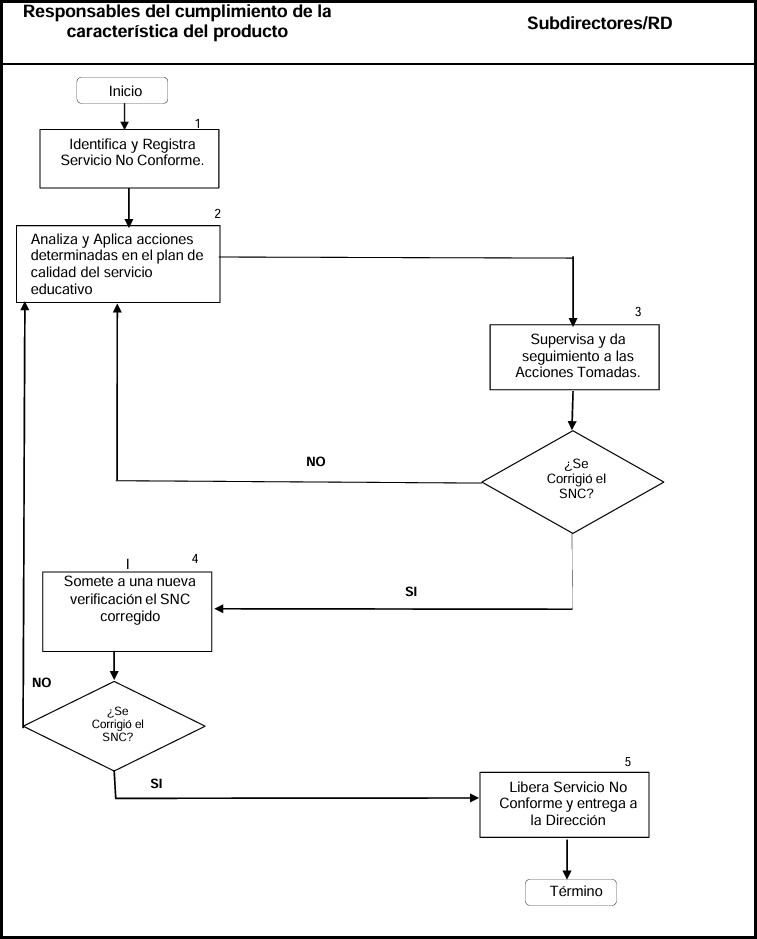 Responsables del cumplimiento de la
característica del producto
Subdirectores/RD
Inicio
1
Identifica y Registra
Servicio No Conforme.
2
Analiza y Aplica acciones
determinadas en el plan de
calidad del servicio
educativo
3
Supervisa y da
seguimiento a las
Acciones Tomadas.
¿Se
Corrigió el
SNC?
NO
SI
4
Somete a una nueva
verificación el SNC
corregido
NO
¿Se
Corrigió el
SNC?
SI
5
Libera Servicio No
Conforme y entrega a
la Dirección
Término